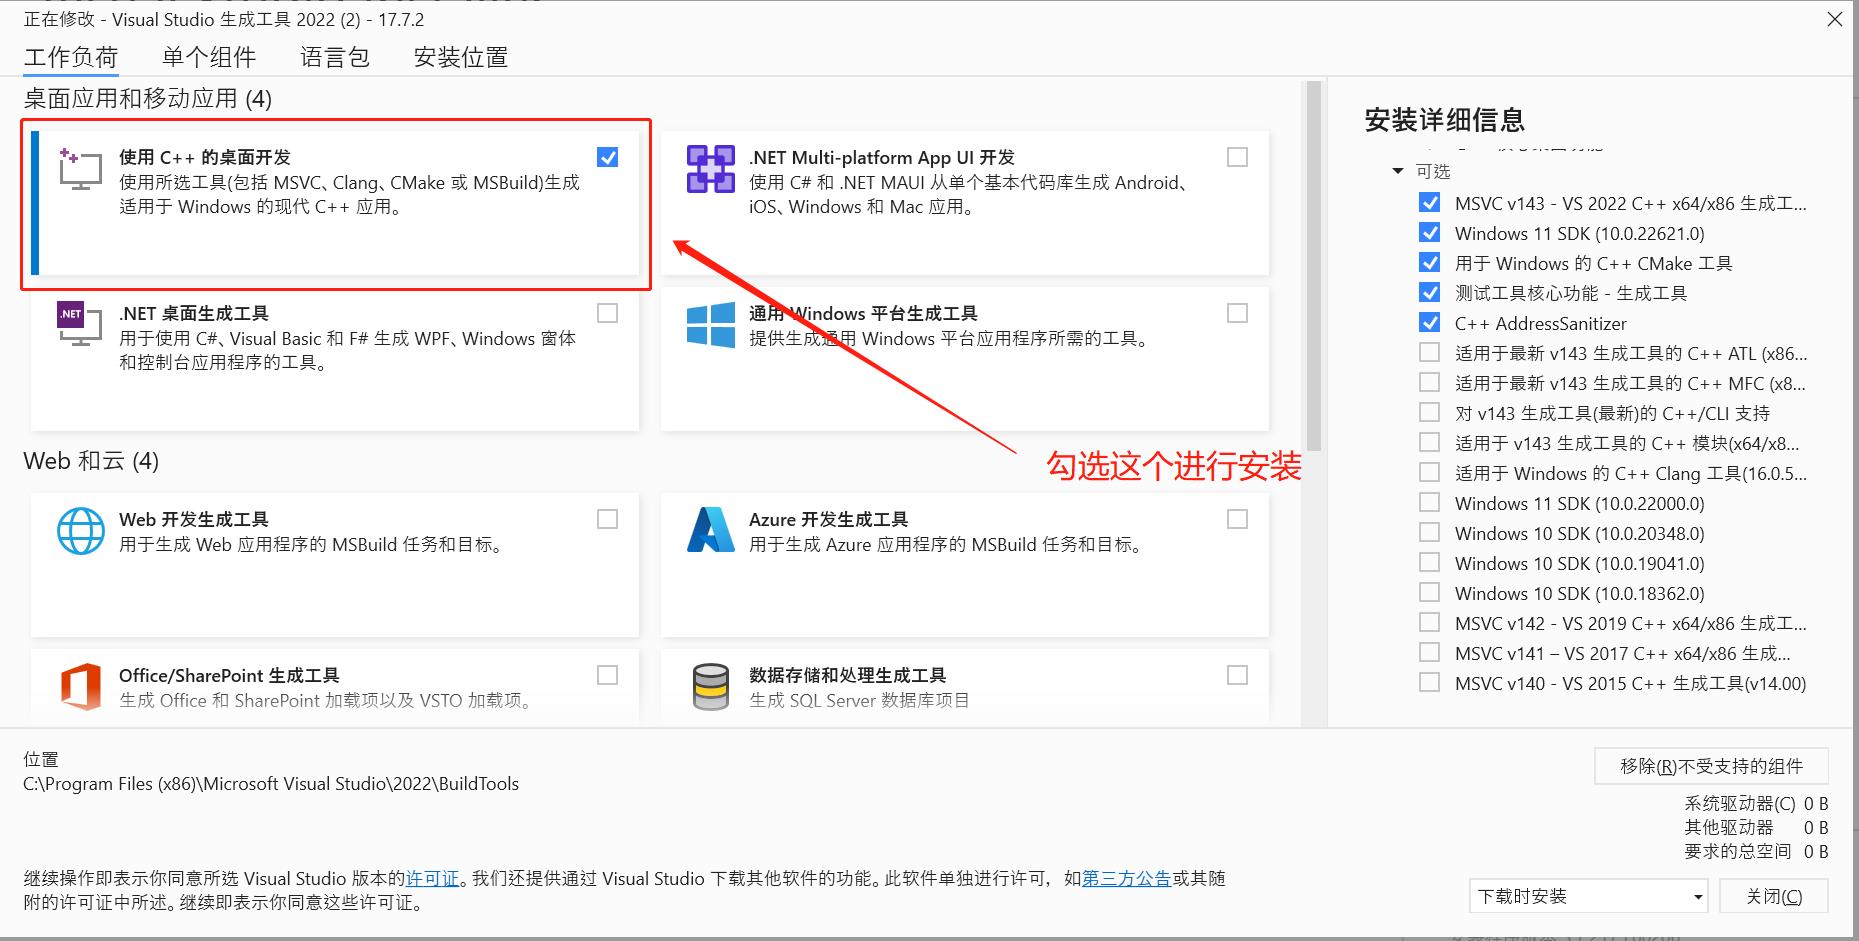 正在修改 - Visual Studio 生成工具 2022 (2) - 17.7.2
工作负荷 单个组件 语言包 安装位置
桌面应用和移动应用 (4)
使用 C++ 的桌面开发
使用所选工具(包括 MSVC、Clang、CMake 或 MSBuild)生成
适用于 Windows 的现代 C++ 应用。
.NET Multi-platform App UI 开发
使用 C# 和 .NET MAUI 从单个基本代码库生成 Android、
iOS、Windows 和 Mac 应用。
.NET
.NET 桌面生成工具
用于使用 C#、Visual Basic 和 F# 生成 WPF、Windows 窗体
和控制台应用程序的工具。
通用 Windows 平台生成工具
提供生成通用 Windows 平台应用程序所需的工具。
勾选这个进行安装
Web 和云 (4)
Web 开发生成工具
用于生成 Web 应用程序的 MSBuild 任务和目标。
Azure 开发生成工具
用于生成 Azure 应用程序的 MSBuild 任务和目标。
Office/SharePoint 生成工具
生成 Office 和 SharePoint 加载项以及 VSTO 加载项。
数据存储和处理生成工具
生成 SQL Server 数据库项目
安装详细信息
可选
MSVC v143 - VS 2022 C++ x64/x86 生成工...
Windows 11 SDK (10.0.22621.0)
用于 Windows 的 C++ CMake 工具
测试工具核心功能 - 生成工具
C++ AddressSanitizer
适用于最新 v143 生成工具的 C++ ATL (x86...
适用于最新 v143 生成工具的 C++ MFC (x8...
对 v143 生成工具(最新)的 C++/CLI 支持
适用于 v143 生成工具的 C++ 模块(x64/x8...
适用于 Windows 的 C++ Clang 工具(16.0.5...
Windows 11 SDK (10.0.22000.0)
Windows 10 SDK (10.0.20348.0)
Windows 10 SDK (10.0.19041.0)
Windows 10 SDK (10.0.18362.0)
MSVC v142 - VS 2019 C++ x64/x86 生成工...
MSVC v141 – VS 2017 C++ x64/x86 生成...
MSVC v140 - VS 2015 C++ 生成工具(v14.00)
位置
C:\Program Files (x86)\Microsoft Visual Studio\2022\BuildTools
移除(R)不受支持的组件
系统驱动器(C) 0 B
其他驱动器 0 B
要求的总空间 0 B
继续操作即表示你同意所选 Visual Studio 版本的许可证。我们还提供通过 Visual Studio 下载其他软件的功能。此软件单独进行许可，如第三方公告或其随
附的许可证中所述。继续即表示你同意这些许可证。
下载时安装
关闭(C)